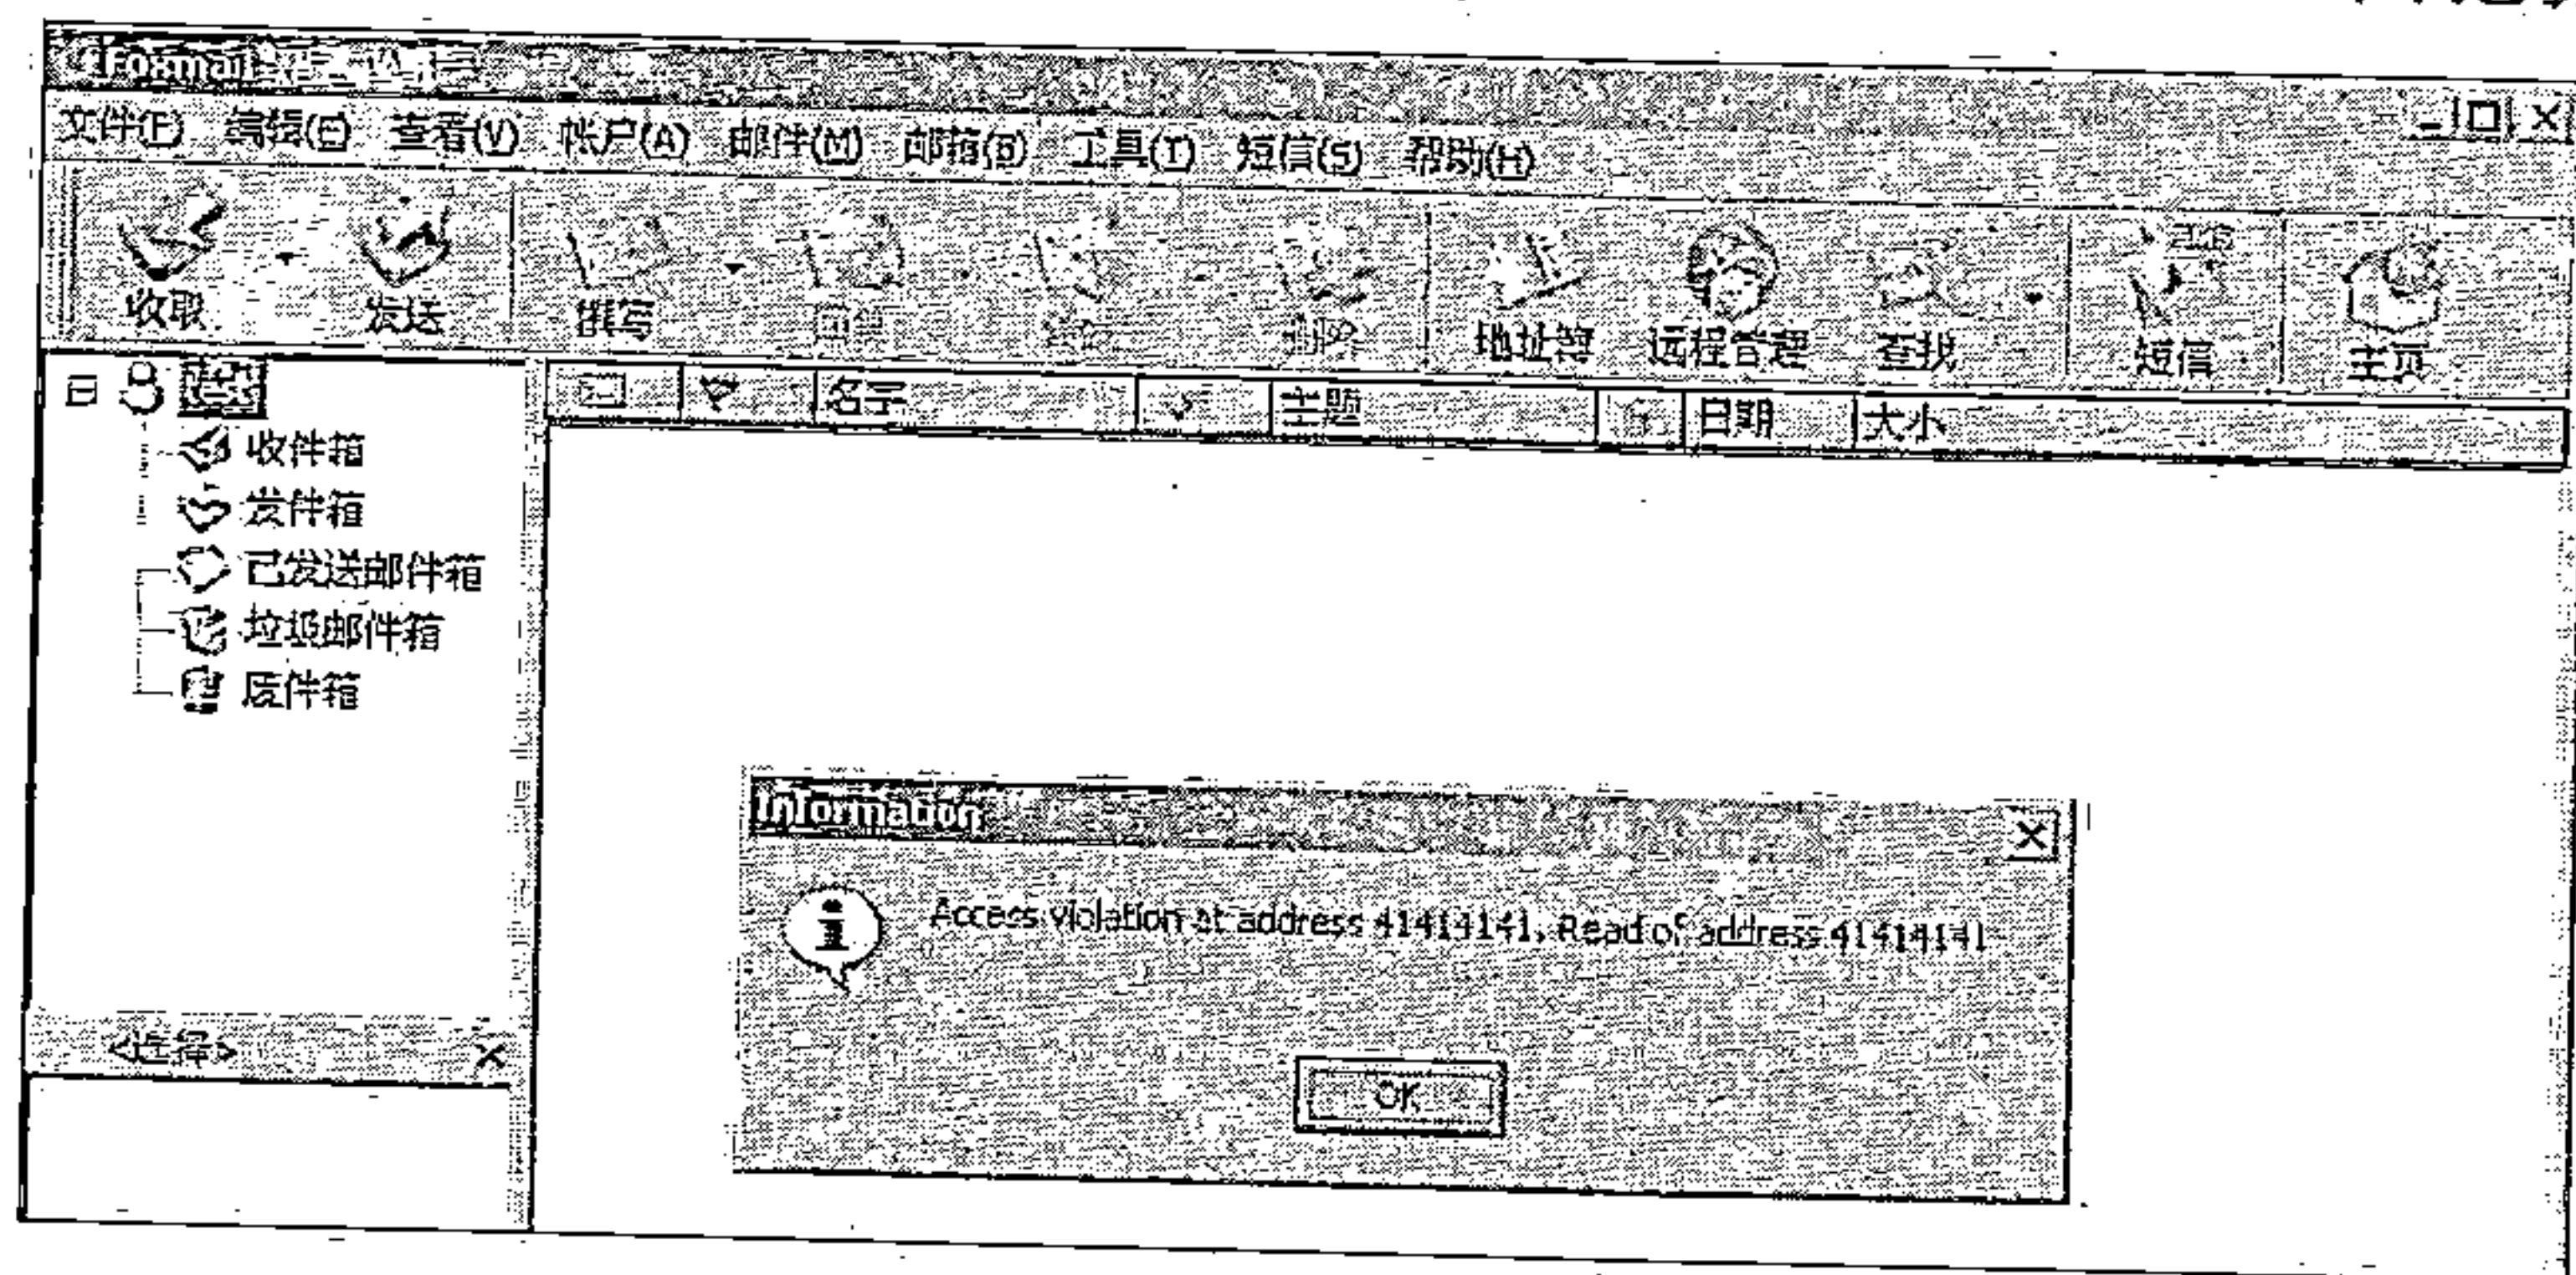 Foxmail
文件(F) 编辑(E) 查看(V) 帐户(A) 邮件(M) 邮箱(B) 工具(T) 短信(S) 帮助(H)
收取 发送 撰写 地址簿 远程管理 查找 短信 主页
名字 主题 日期 大小
收件箱
发件箱
已发送邮件箱
垃圾邮件箱
废件箱
Information
Access violation at address 41414141. Read of address 41414141
OK
<选择>